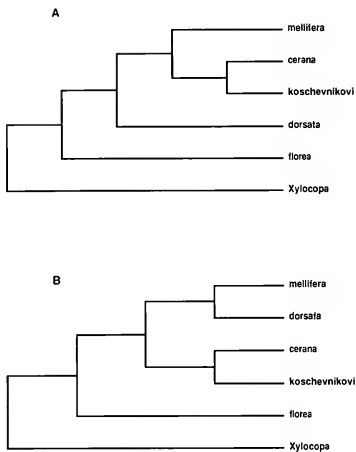 A
mellifera
cerana
koschevnikovi
dorsata
florea
Xylocopa
B
mellifera
dorsata
cerana
koschevnikovi
florea
Xylocopa